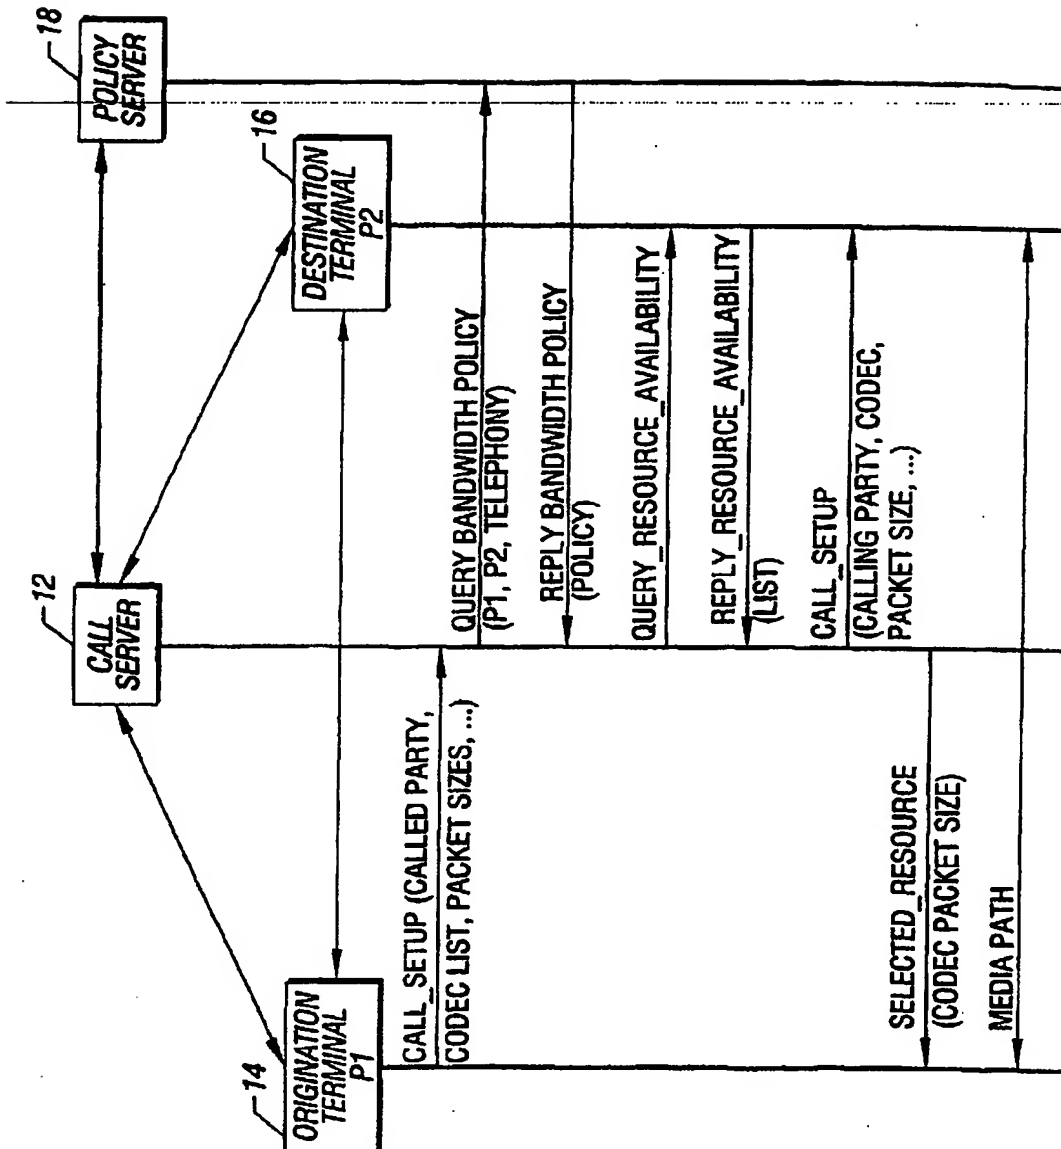 18
POLICY
SERVER
16
DESTINATION
TERMINAL
P2
12
CALL
SERVER
14
ORIGINATION
TERMINAL
P1
CALL_SETUP (CALLED PARTY,
CODEC LIST, PACKET SIZES, ...)
QUERY BANDWIDTH POLICY
(P1, P2, TELEPHONY)
REPLY BANDWIDTH POLICY
(POLICY)
QUERY_RESOURCE_AVAILABILITY
REPLY_RESOURCE_AVAILABILITY
(LIST)
CALL_SETUP
(CALLING PARTY, CODEC,
PACKET SIZE, ...)
SELECTED_RESOURCE
(CODEC PACKET SIZE)
MEDIA PATH